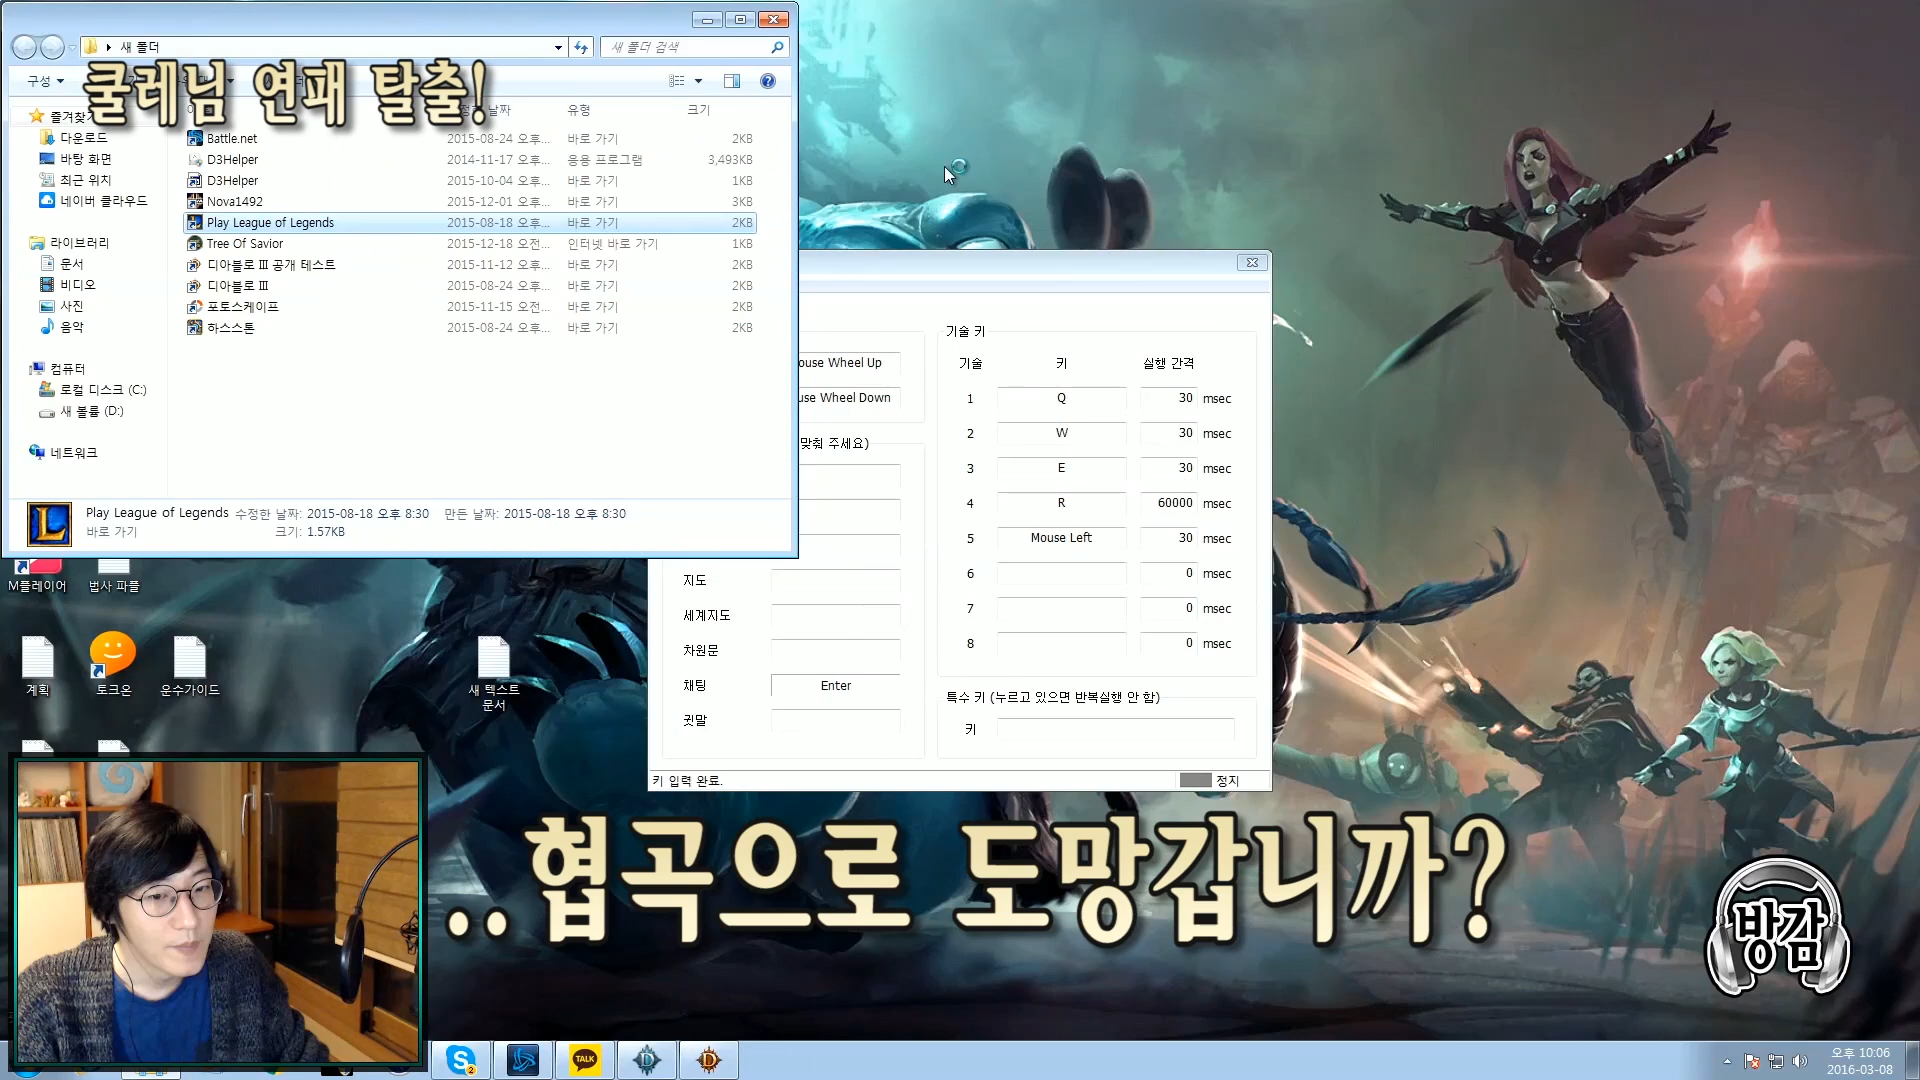 새 폴더
새 폴더 검색
구성
쿨레님 연패 탈출!
날짜
유형
크기
즐겨찾기
다운로드
바탕 화면
최근 위치
네이버 클라우드
라이브러리
문서
비디오
사진
음악
컴퓨터
로컬 디스크 (C:)
새 볼륨 (D:)
네트워크
Battle.net 2015-08-24 오후... 바로 가기 2KB
D3Helper 2014-11-17 오후... 응용 프로그램 3,493KB
D3Helper 2015-10-04 오후... 바로 가기 1KB
Nova1492 2015-12-01 오후... 바로 가기 3KB
Play League of Legends 2015-08-18 오후... 바로 가기 2KB
Tree Of Savior 2015-12-18 오전... 인터넷 바로 가기 1KB
디아블로 III 공개 테스트 2015-11-12 오후... 바로 가기 2KB
디아블로 III 2015-08-24 오후... 바로 가기 2KB
포토스케이프 2015-11-15 오전... 바로 가기 2KB
하스스톤 2015-08-24 오후... 바로 가기 2KB
L
Play League of Legends 수정한 날짜: 2015-08-18 오후 8:30 만든 날짜: 2015-08-18 오후 8:30
바로 가기 크기: 1.57KB
ouse Wheel Up
use Wheel Down
맞춰 주세요)
지도
세계지도
차원문
채팅 Enter
귓말
기술 키
기술 키 실행 간격
1 Q 30 msec
2 W 30 msec
3 E 30 msec
4 R 60000 msec
5 Mouse Left 30 msec
6 0 msec
7 0 msec
8 0 msec
특수 키 (누르고 있으면 반복실행 안 함)
키
키 입력 완료.
정지
M플레이어
법사 파플
계획
토크온
운수가이드
새 텍스트
문서
..협곡으로 도망갑니까?
방감
S
2
TALK
오후 10:06
2016-03-08